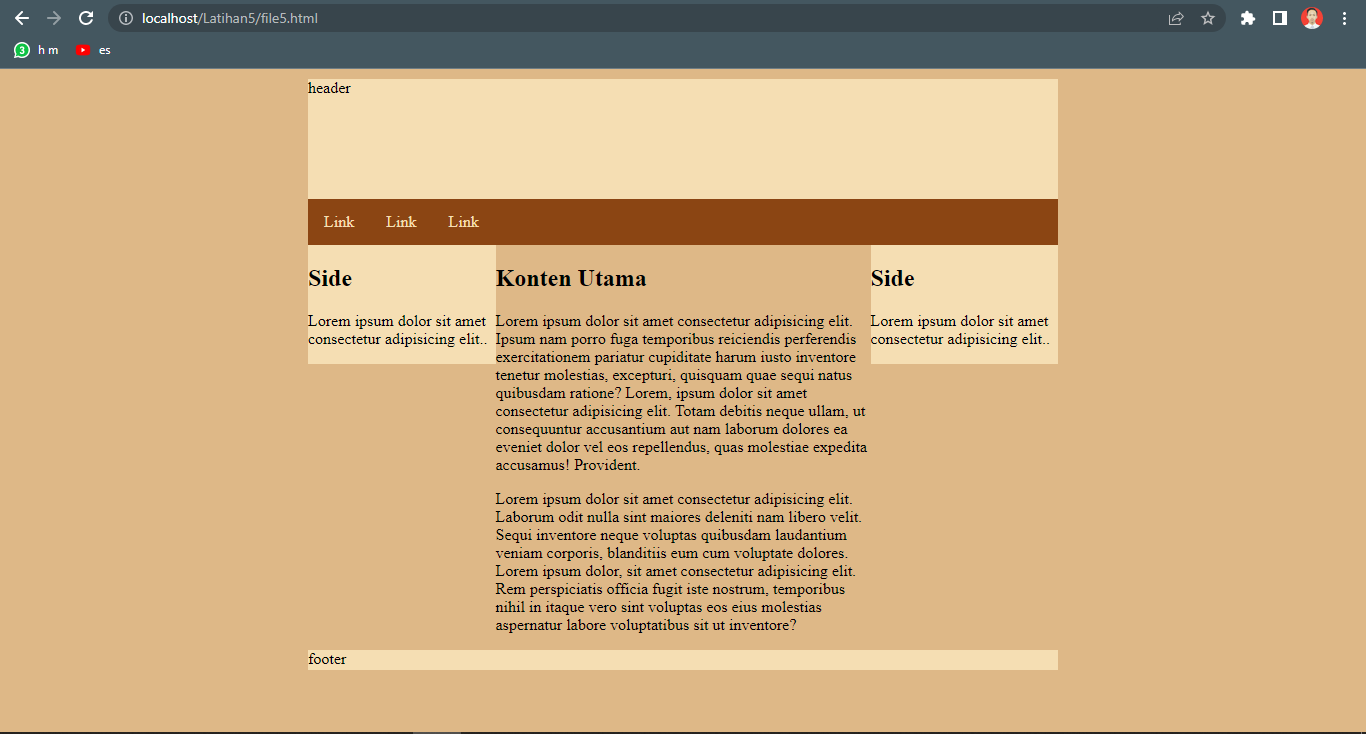 localhost/Latihan5/file5.html
3 h m es
header
Link Link Link
Side
Lorem ipsum dolor sit amet
consectetur adipisicing elit..
Konten Utama
Lorem ipsum dolor sit amet consectetur adipisicing elit.
Ipsum nam porro fuga temporibus reiciendis perferendis
exercitationem pariatur cupiditate harum iusto inventore
tenetur molestias, excepturi, quisquam quae sequi natus
quibusdam ratione? Lorem, ipsum dolor sit amet
consectetur adipisicing elit. Totam debitis neque ullam, ut
consequuntur accusantium aut nam laborum dolores ea
eveniet dolor vel eos repellendus, quas molestiae expedita
accusamus! Provident.
Lorem ipsum dolor sit amet consectetur adipisicing elit.
Laborum odit nulla sint maiores deleniti nam libero velit.
Sequi inventore neque voluptas quibusdam laudantium
veniam corporis, blanditiis eum cum voluptate dolores.
Lorem ipsum dolor, sit amet consectetur adipisicing elit.
Rem perspiciatis officia fugit iste nostrum, temporibus
nihil in itaque vero sint voluptas eos eius molestias
aspernatur labore voluptatibus sit ut inventore?
Side
Lorem ipsum dolor sit amet
consectetur adipisicing elit..
footer